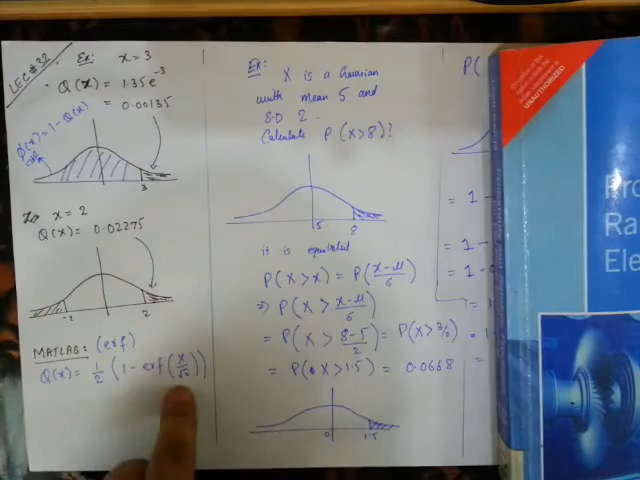 LEC# 32
Ex: x=3
Q(x) = 1.35e⁻³
= 0.00135
Φ(x) = 1 - Q(x)
3
x = 2
Q(x) = 0.02275
-2
2
MATLAB: (erf)
Q(x) = 1/2 (1 - erf(x/√2))
Ex:
X is a Gaussian
with mean 5 and
S.D 2.
Calculate P(X>8)?
5
8
it is equivalent
P(X>x) = P(x-μ/σ)
⇒ P(X > x-μ/σ)
= P(X > 8-5/2) = P(X > 3/2)
= P(X > 1.5) = 0.0668
0
1.5
P(
= 1 -
= 1 -
= 1 -
UNAUTHORIZED
Pro
Ra
Ele